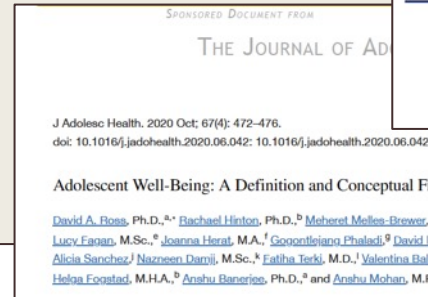 SPONSORED DOCUMENT FROM
THE JOURNAL OF AD
J Adolesc Health. 2020 Oct; 67(4): 472–476.
doi: 10.1016/j.jadohealth.2020.06.042: 10.1016/j.jadohealth.2020.06.042
Adolescent Well-Being: A Definition and Conceptual F
David A. Ross, Ph.D.,a,* Rachael Hinton, Ph.D.,b Meheret Melles-Brewer,
Lucy Fagan, M.Sc.,e Joanna Herat, M.A.,f Gogontlejang Phaladi,g David
Alicia Sanchez,j Nazneen Damji, M.Sc.,k Fatiha Terki, M.D.,l Valentina Bal
Helga Fogstad, M.H.A.,b Anshu Banerjee, Ph.D.,a and Anshu Mohan, M.